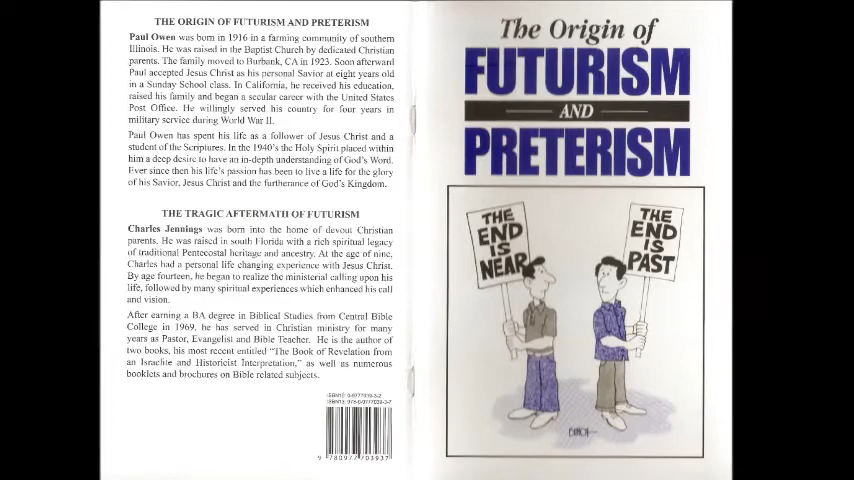 THE ORIGIN OF FUTURISM AND PRETERISM
Paul Owen was born in 1916 in a farming community of southern
Illinois. He was raised in the Baptist Church by dedicated Christian
parents. The family moved to Burbank, CA in 1923. Soon afterward
Paul accepted Jesus Christ as his personal Savior at eight years old
in a Sunday School class. In California, he received his education,
raised his family and began a secular career with the United States
Post Office. He willingly served his country for four years in
military service during World War II.
Paul Owen has spent his life as a follower of Jesus Christ and a
student of the Scriptures. In the 1940's the Holy Spirit placed within
him a deep desire to have an in-depth understanding of God's Word.
Ever since then his life's passion has been to live a life for the glory
of his Savior, Jesus Christ and the furtherance of God's Kingdom.
THE TRAGIC AFTERMATH OF FUTURISM
Charles Jennings was born into the home of devout Christian
parents. He was raised in south Florida with a rich spiritual legacy
of traditional Pentecostal heritage and ancestry. At the age of nine,
Charles had a personal life changing experience with Jesus Christ.
By age fourteen, he began to realize the ministerial calling upon his
life, followed by many spiritual experiences which enhanced his call
and vision.
After earning a BA degree in Biblical Studies from Central Bible
College in 1969, he has served in Christian ministry for many
years as Pastor, Evangelist and Bible Teacher. He is the author of
two books, his most recent entitled "The Book of Revelation from
an Israelite and Historicist Interpretation," as well as numerous
booklets and brochures on Bible related subjects.
9 780977 703937
The Origin of
FUTURISM
AND
PRETERISM
THE
END
IS
NEAR
THE
END
IS
PAST